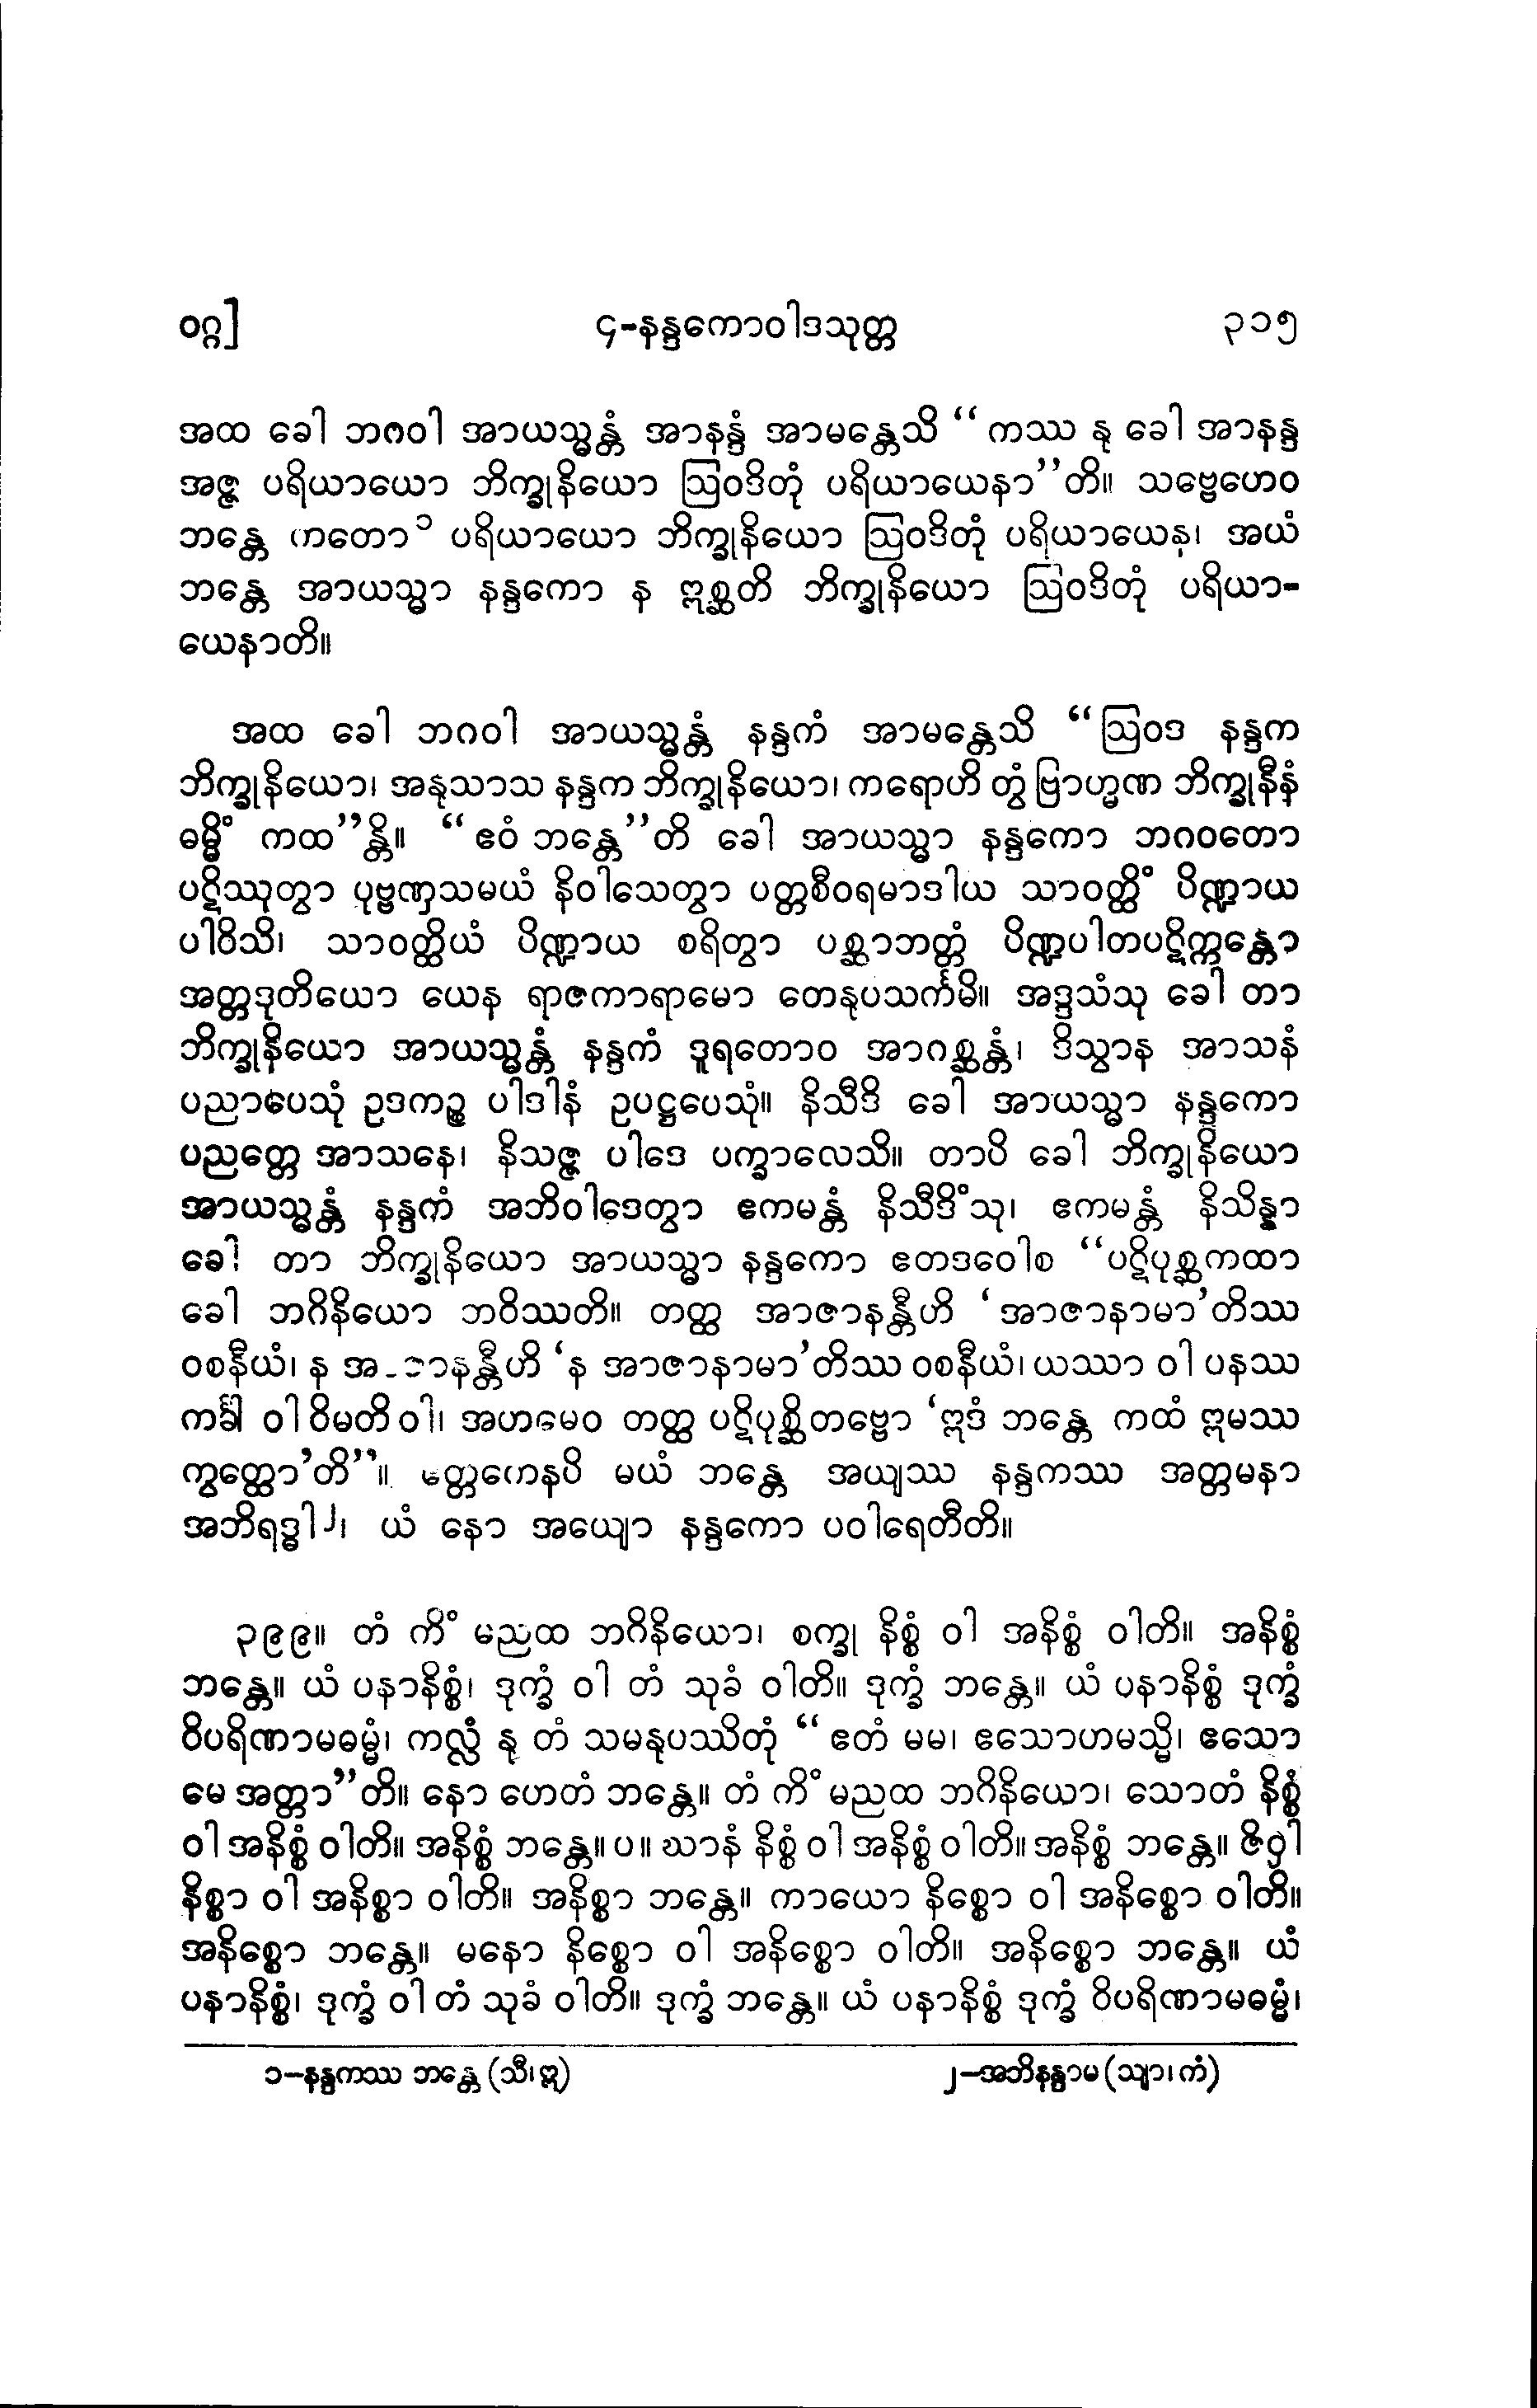 ဝဂ္ဂ] ၄-နန္ဒကောဝါဒသုတ္တ ၃၁၅
အထ ခေါ ဘဂဝါ အာယသ္မန္တံ အာနန္ဒံ အာမန္တေသိ “ကဿ နု ခေါ အာနန္ဒ
အဇ္ဇ ပရိယာယော ဘိက္ခုနိယော ဩဝဒိတုံ ပရိယာယေနာ”တိ။ သဗ္ဗေဟေဝ
ဘန္တေ ကတော၁ ပရိယာယော ဘိက္ခုနိယော ဩဝဒိတုံ ပရိယာယေန၊ အယံ
ဘန္တေ အာယသ္မာ နန္ဒကော န ဣစ္ဆတိ ဘိက္ခုနိယော ဩဝဒိတုံ ပရိယာ-
ယေနာတိ။
အထ ခေါ ဘဂဝါ အာယသ္မန္တံ နန္ဒကံ အာမန္တေသိ “ဩဝဒ နန္ဒက
ဘိက္ခုနိယော၊ အနုသာသ နန္ဒက ဘိက္ခုနိယော၊ ကရောဟိ တွံ ဗြာဟ္မဏ ဘိက္ခုနီနံ
ဓမ္မိံ ကထ”န္တိ။ “ဧဝံ ဘန္တေ”တိ ခေါ အာယသ္မာ နန္ဒကော ဘဂဝတော
ပဋိဿုတွာ ပုဗ္ဗဏှသမယံ နိဝါသေတွာ ပတ္တစီဝရမာဒါယ သာဝတ္ထိံ ပိဏ္ဍာယ
ပါဝိသိ၊ သာဝတ္ထိယံ ပိဏ္ဍာယ စရိတွာ ပစ္ဆာဘတ္တံ ပိဏ္ဍပါတပဋိက္ကန္တော
အတ္တဒုတိယော ယေန ရာဇကာရာမော တေနုပသင်္ကမိ။ အဒ္ဒသံသု ခေါ တာ
ဘိက္ခုနိယော အာယသ္မန္တံ နန္ဒကံ ဒူရတောဝ အာဂစ္ဆန္တံ၊ ဒိသွာန အာသနံ
ပညာပေသုံ ဥဒကဉ္စ ပါဒါနံ ဥပဋ္ဌပေသုံ။ နိသီဒိ ခေါ အာယသ္မာ နန္ဒကော
ပညတ္တေ အာသနေ၊ နိသဇ္ဇ ပါဒေ ပက္ခာလေသိ။ တာပိ ခေါ ဘိက္ခုနိယော
အာယသ္မန္တံ နန္ဒကံ အဘိဝါဒေတွာ ဧကမန္တံ နိသီဒိံသု၊ ဧကမန္တံ နိသိန္နာ
ခေါ တာ ဘိက္ခုနိယော အာယသ္မာ နန္ဒကော ဧတဒဝေါစ “ပဋိပုစ္ဆကထာ
ခေါ ဘဂိနိယော ဘဝိဿတိ။ တတ္ထ အာဇာနန္တီဟိ ‘အာဇာနာမာ’တိဿ
ဝစနီယံ၊ န အာဇာနန္တီဟိ ‘န အာဇာနာမာ’တိဿ ဝစနီယံ၊ ယဿာ ဝါ ပနဿ
ကင်္ခါ ဝါ ဝိမတိ ဝါ၊ အဟမေဝ တတ္ထ ပဋိပုစ္ဆိတဗ္ဗော ‘ဣဒံ ဘန္တေ ကထံ ဣမဿ
ကွတ္ထော’တိ”။ ဧတ္တကေနပိ မယံ ဘန္တေ အယျဿ နန္ဒကဿ အတ္တမနာ
အဘိရဒ္ဓါ၂၊ ယံ နော အယျော နန္ဒကော ပဝါရေတီတိ။
၃၉၉။ တံ ကိံ မညထ ဘဂိနိယော၊ စက္ခု နိစ္စံ ဝါ အနိစ္စံ ဝါတိ။ အနိစ္စံ
ဘန္တေ။ ယံ ပနာနိစ္စံ၊ ဒုက္ခံ ဝါ တံ သုခံ ဝါတိ။ ဒုက္ခံ ဘန္တေ။ ယံ ပနာနိစ္စံ ဒုက္ခံ
ဝိပရိဏာမဓမ္မံ၊ ကလ္လံ နု တံ သမနုပဿိတုံ “ဧတံ မမ၊ ဧသောဟမသ္မိ၊ ဧသော
မေ အတ္တာ”တိ။ နော ဟေတံ ဘန္တေ။ တံ ကိံ မညထ ဘဂိနိယော၊ သောတံ နိစ္စံ
ဝါ အနိစ္စံ ဝါတိ။ အနိစ္စံ ဘန္တေ။ ပ။ ဃာနံ နိစ္စံ ဝါ အနိစ္စံ ဝါတိ။ အနိစ္စံ ဘန္တေ။ ဇိဝှါ
နိစ္စာ ဝါ အနိစ္စာ ဝါတိ။ အနိစ္စာ ဘန္တေ။ ကာယော နိစ္စော ဝါ အနိစ္စော ဝါတိ။
အနိစ္စော ဘန္တေ။ မနော နိစ္စော ဝါ အနိစ္စော ဝါတိ။ အနိစ္စော ဘန္တေ။ ယံ
ပနာနိစ္စံ၊ ဒုက္ခံ ဝါ တံ သုခံ ဝါတိ။ ဒုက္ခံ ဘန္တေ။ ယံ ပနာနိစ္စံ ဒုက္ခံ ဝိပရိဏာမဓမ္မံ၊
၁-နန္ဒကဿ ဘန္တေ (သီ၊ဣ) ၂-အဘိနန္ဒာမ (သျာ၊ကံ)